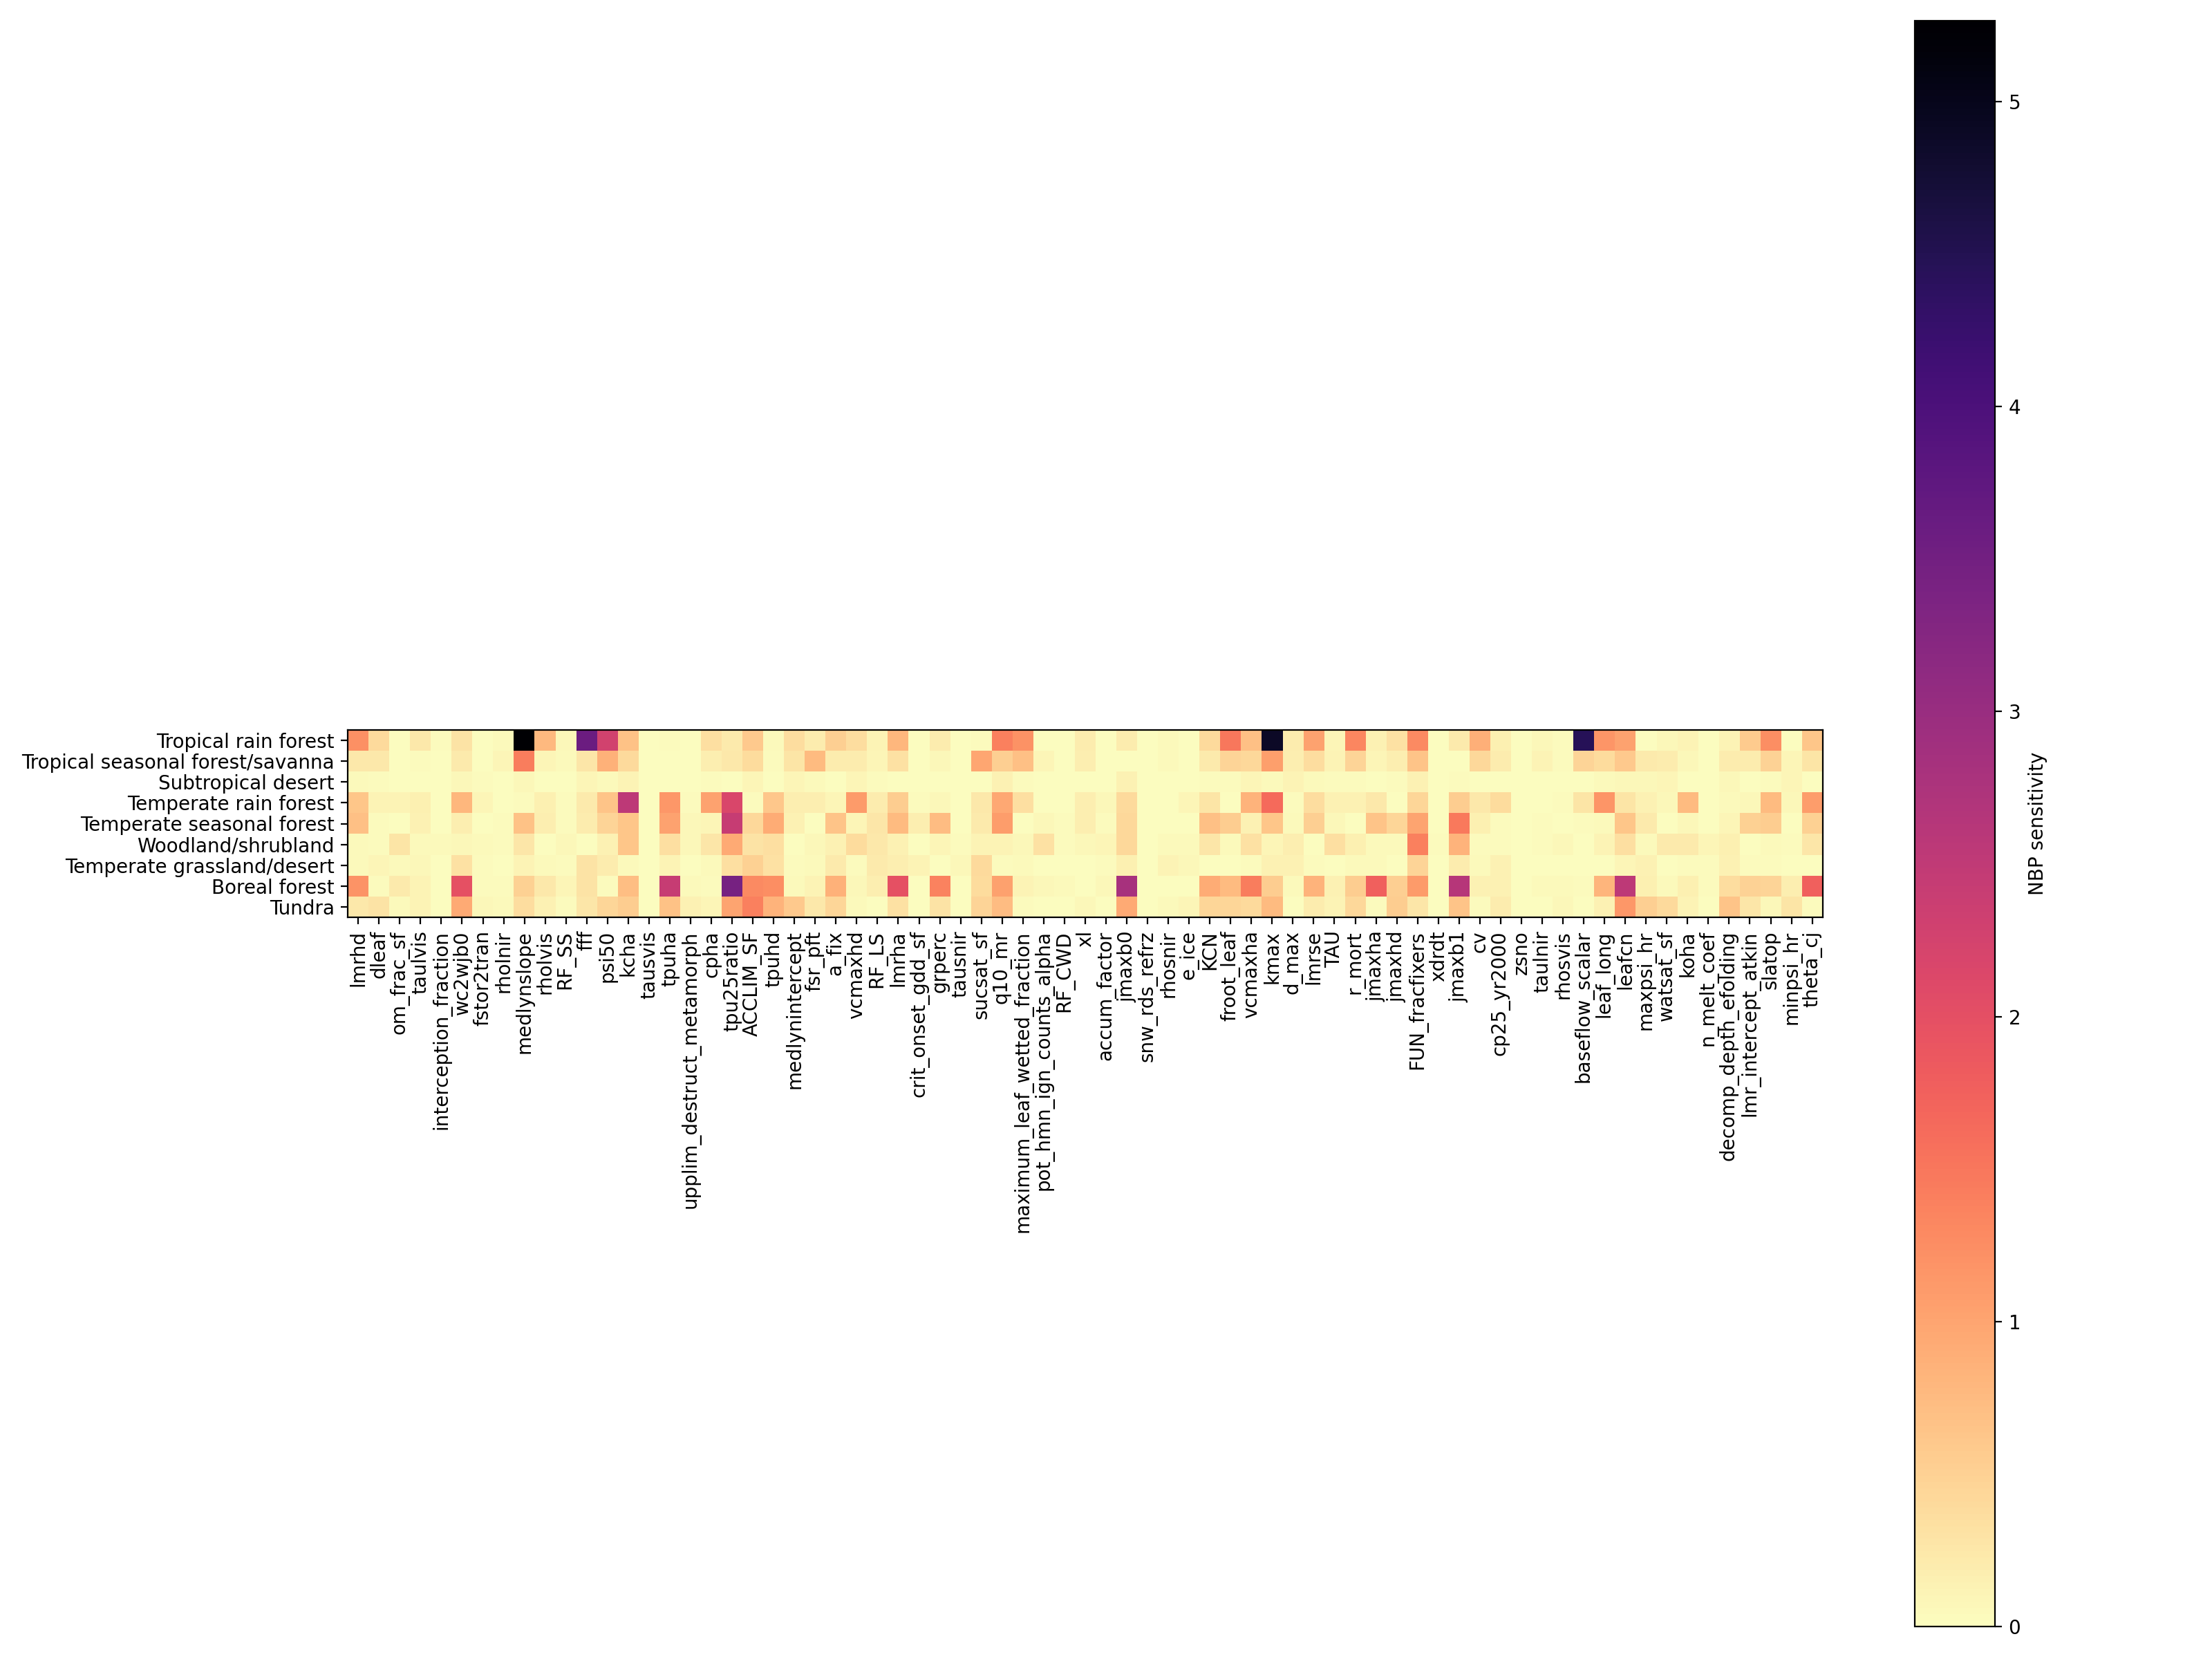 Tropical rain forest
Tropical seasonal forest/savanna
Subtropical desert
Temperate rain forest
Temperate seasonal forest
Woodland/shrubland
Temperate grassland/desert
Boreal forest
Tundra
lmrhd
dleaf
om_frac_sf
taulvis
interception_fraction
wc2wjb0
fstor2tran
rholnir
medlynslope
rholvis
RF_SS
fff
psi50
kcha
tausvis
tpuha
upplim_destruct_metamorph
cpha
tpu25ratio
ACCLIM_SF
tpuhd
medlynintercept
fsr_pft
a_fix
vcmaxhd
RF_LS
lmrha
crit_onset_gdd_sf
grperc
tausnir
sucsat_sf
q10_mr
maximum_leaf_wetted_fraction
pot_hmn_ign_counts_alpha
RF_CWD
xl
accum_factor
jmaxb0
snw_rds_refrz
rhosnir
e_ice
KCN
froot_leaf
vcmaxha
kmax
d_max
lmrse
TAU
r_mort
jmaxha
jmaxhd
FUN_fracfixers
xdrdt
jmaxb1
cv
cp25_yr2000
zsno
taulnir
rhosvis
baseflow_scalar
leaf_long
leafcn
maxpsi_hr
watsat_sf
koha
n_melt_coef
decomp_depth_efolding
lmr_intercept_atkin
slatop
minpsi_hr
theta_cj
5
4
3
2
1
0
NBP sensitivity